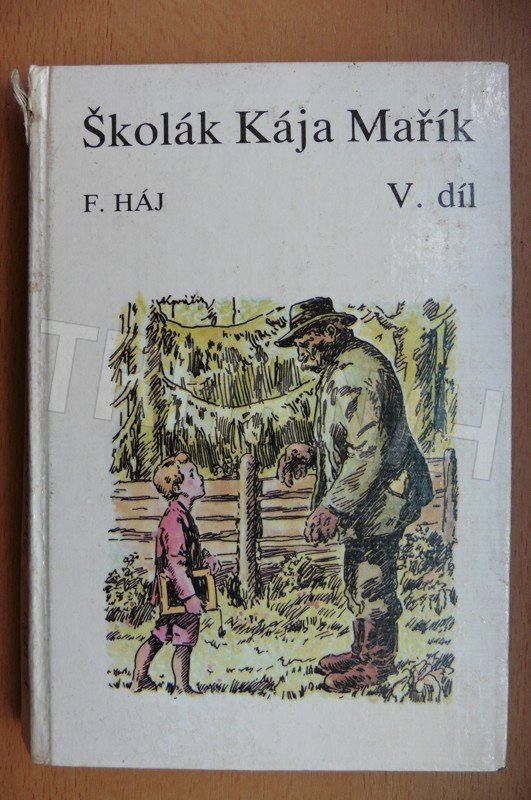 Školák Kája Mařík
F. HÁJ
V. díl